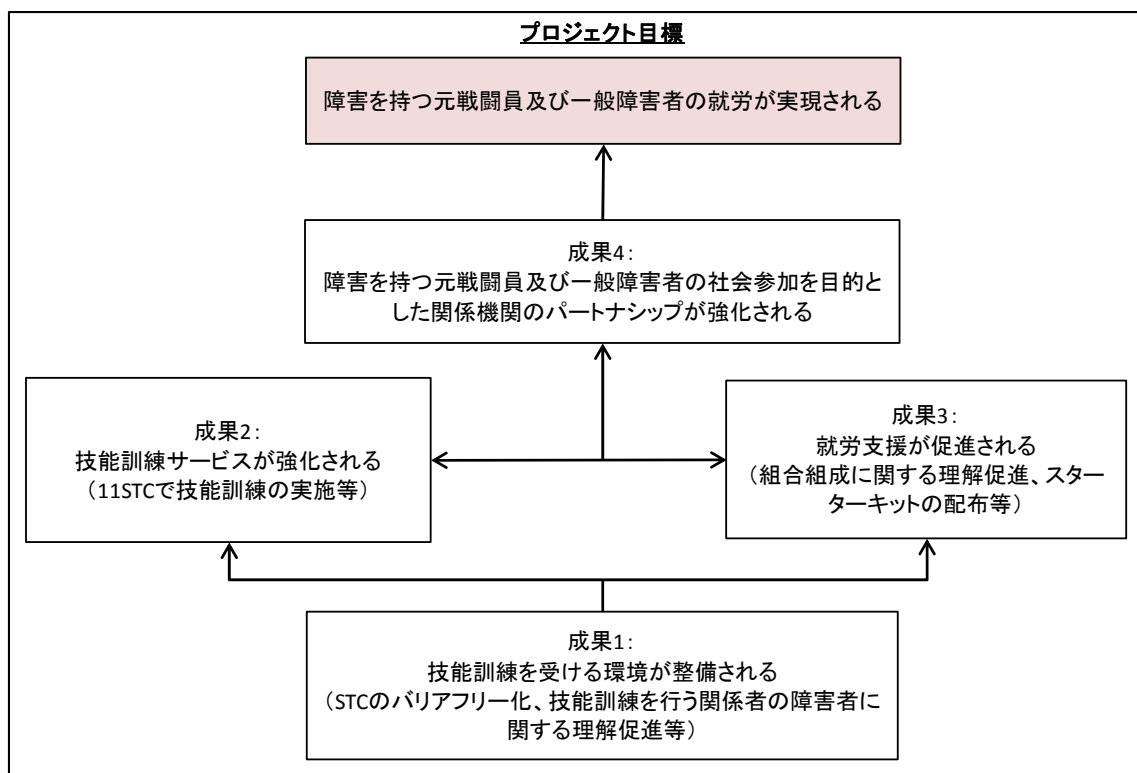 プロジェクト目標
障害を持つ元戦闘員及び一般障害者の就労が実現される
成果4：
障害を持つ元戦闘員及び一般障害者の社会参加を目的と
した関係機関のパートナシップが強化される
成果2：
技能訓練サービスが強化される
（11STCで技能訓練の実施等）
成果3：
就労支援が促進される
（組合組成に関する理解促進、スター
ターキットの配布等）
成果1：
技能訓練を受ける環境が整備される
（STCのバリアフリー化、技能訓練を行う関係者の障害者に
関する理解促進等）